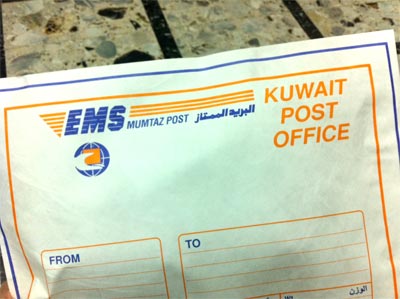 EMS MUMTAZ POST البريد الممتاز
KUWAIT
POST
OFFICE
FROM
TO
الوزن